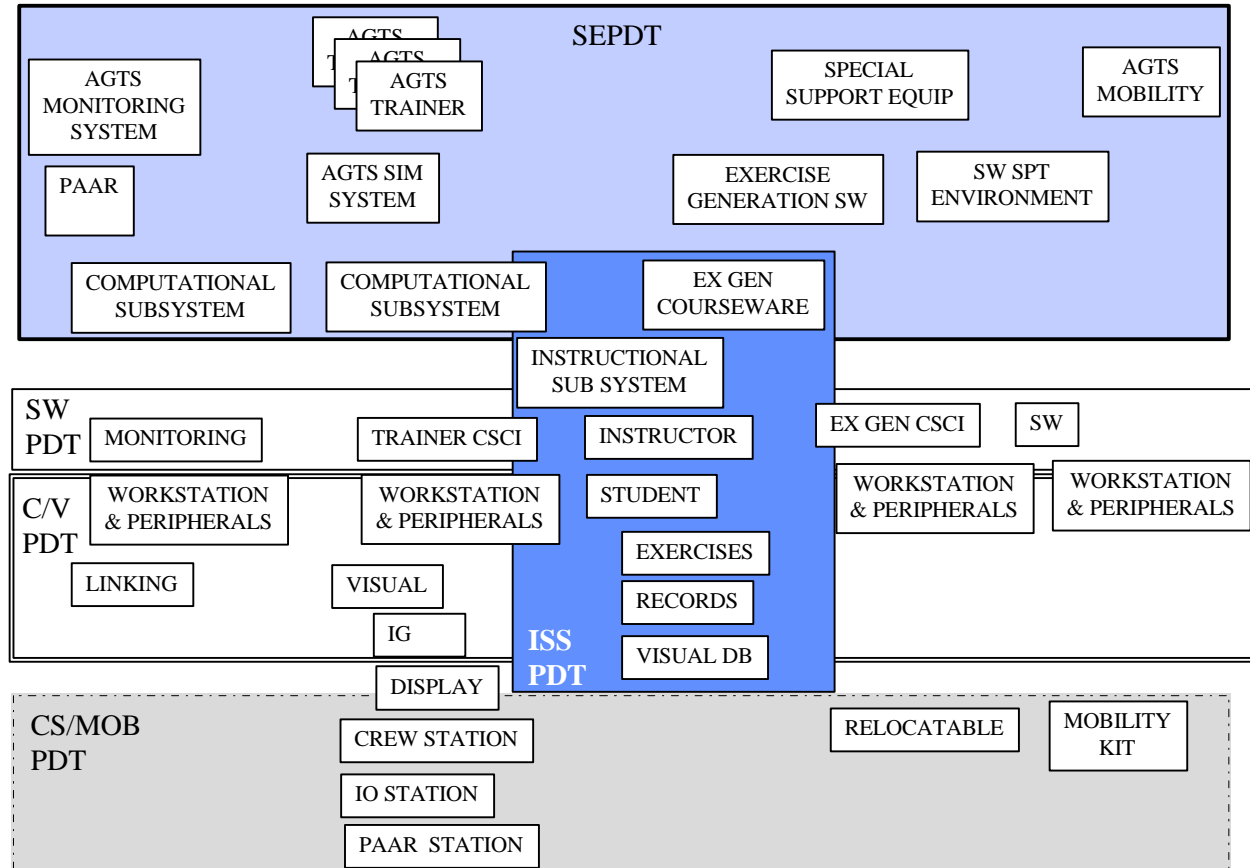 SEPDT
AGTS
T
AGTS
T
AGTS
TRAINER
AGTS
MONITORING
SYSTEM
SPECIAL
SUPPORT EQUIP
AGTS
MOBILITY
PAAR
AGTS SIM
SYSTEM
EXERCISE
GENERATION SW
SW SPT
ENVIRONMENT
COMPUTATIONAL
SUBSYSTEM
COMPUTATIONAL
SUBSYSTEM
EX GEN
COURSEWARE
INSTRUCTIONAL
SUB SYSTEM
SW
PDT
MONITORING
TRAINER CSCI
INSTRUCTOR
EX GEN CSCI
SW
C/V
PDT
WORKSTATION
& PERIPHERALS
WORKSTATION
& PERIPHERALS
STUDENT
WORKSTATION
& PERIPHERALS
WORKSTATION
& PERIPHERALS
EXERCISES
LINKING
VISUAL
RECORDS
IG
ISS
PDT
VISUAL DB
DISPLAY
CS/MOB
PDT
CREW STATION
RELOCATABLE
MOBILITY
KIT
IO STATION
PAAR STATION